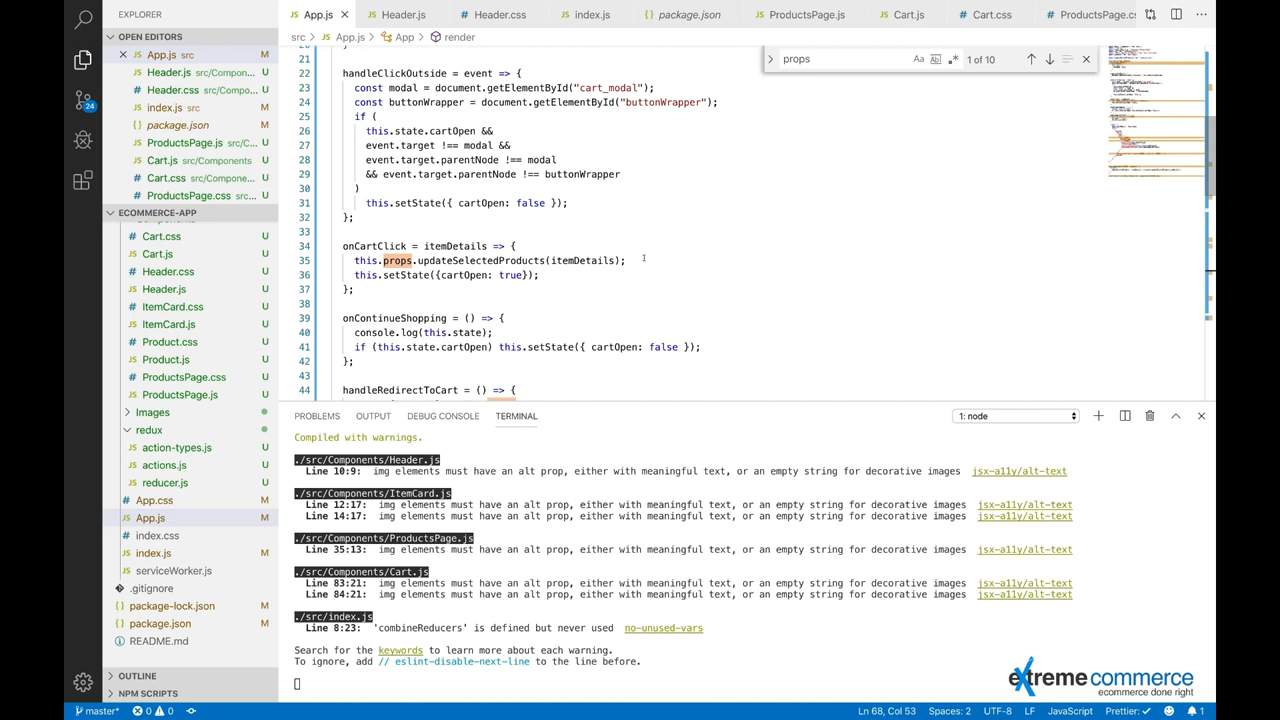 EXPLORER
App.js
Header.js
Header.css
index.js
package.json
ProductsPage.js
Cart.js
Cart.css
ProductsPage.cs
OPEN EDITORS
App.js src M
Header.js src/Compon... U
Header.css src/Compo... U
index.js src M
package.json M
ProductsPage.js src/C... U
Cart.js src/Components U
Cart.css src/Compone... U
ProductsPage.css src... U
ECOMMERCE-APP
Cart.css U
Cart.js U
Header.css U
Header.js U
ItemCard.css U
ItemCard.js U
Product.css U
Product.js U
ProductsPage.css U
ProductsPage.js U
Images
redux
action-types.js U
actions.js U
reducer.js U
App.css M
App.js M
index.css
index.js M
serviceWorker.js
.gitignore
package-lock.json M
package.json M
README.md
OUTLINE
NPM SCRIPTS
24
src > App.js > App > render
props
Aa Abl .* 1 of 10
21
22 handleClickOutside = event => {
23 const modal = document.getElementById("cart_modal");
24 const buttonWrapper = document.getElementById("buttonWrapper");
25 if (
26 this.state.cartOpen &&
27 event.target !== modal &&
28 event.target.parentNode !== modal
29 && event.target.parentNode !== buttonWrapper
30 )
31 this.setState({ cartOpen: false });
32 };
33
34 onCartClick = itemDetails => {
35 this.props.updateSelectedProducts(itemDetails);
36 this.setState({cartOpen: true});
37 };
38
39 onContinueShopping = () => {
40 console.log(this.state);
41 if (this.state.cartOpen) this.setState({ cartOpen: false });
42 };
43
44 handleRedirectToCart = () => {
PROBLEMS OUTPUT DEBUG CONSOLE TERMINAL 1: node
Compiled with warnings.
./src/Components/Header.js
Line 10:9: img elements must have an alt prop, either with meaningful text, or an empty string for decorative images jsx-a11y/alt-text
./src/Components/ItemCard.js
Line 12:17: img elements must have an alt prop, either with meaningful text, or an empty string for decorative images jsx-a11y/alt-text
Line 14:17: img elements must have an alt prop, either with meaningful text, or an empty string for decorative images jsx-a11y/alt-text
./src/Components/ProductsPage.js
Line 35:13: img elements must have an alt prop, either with meaningful text, or an empty string for decorative images jsx-a11y/alt-text
./src/Components/Cart.js
Line 83:21: img elements must have an alt prop, either with meaningful text, or an empty string for decorative images jsx-a11y/alt-text
Line 84:21: img elements must have an alt prop, either with meaningful text, or an empty string for decorative images jsx-a11y/alt-text
./src/index.js
Line 8:23: 'combineReducers' is defined but never used no-unused-vars
Search for the keywords to learn more about each warning.
To ignore, add // eslint-disable-next-line to the line before.
extreme commerce
ecommerce done right
master* 0 0 Ln 68, Col 53 Spaces: 2 UTF-8 LF JavaScript Prettier: ✓ 1